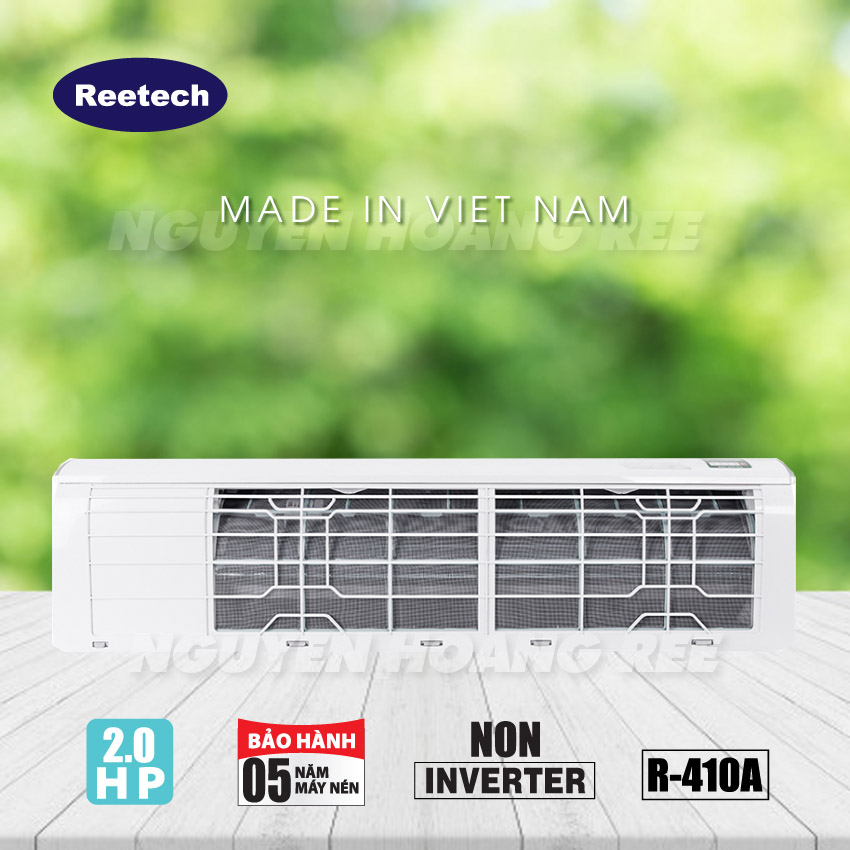 Reetech
MADE IN VIET NAM
NGUYEN HOANG REE
NGUYEN HOANG REE
2.0
HP
BẢO HÀNH
05 NĂM
MÁY NÉN
NON
INVERTER
R-410A